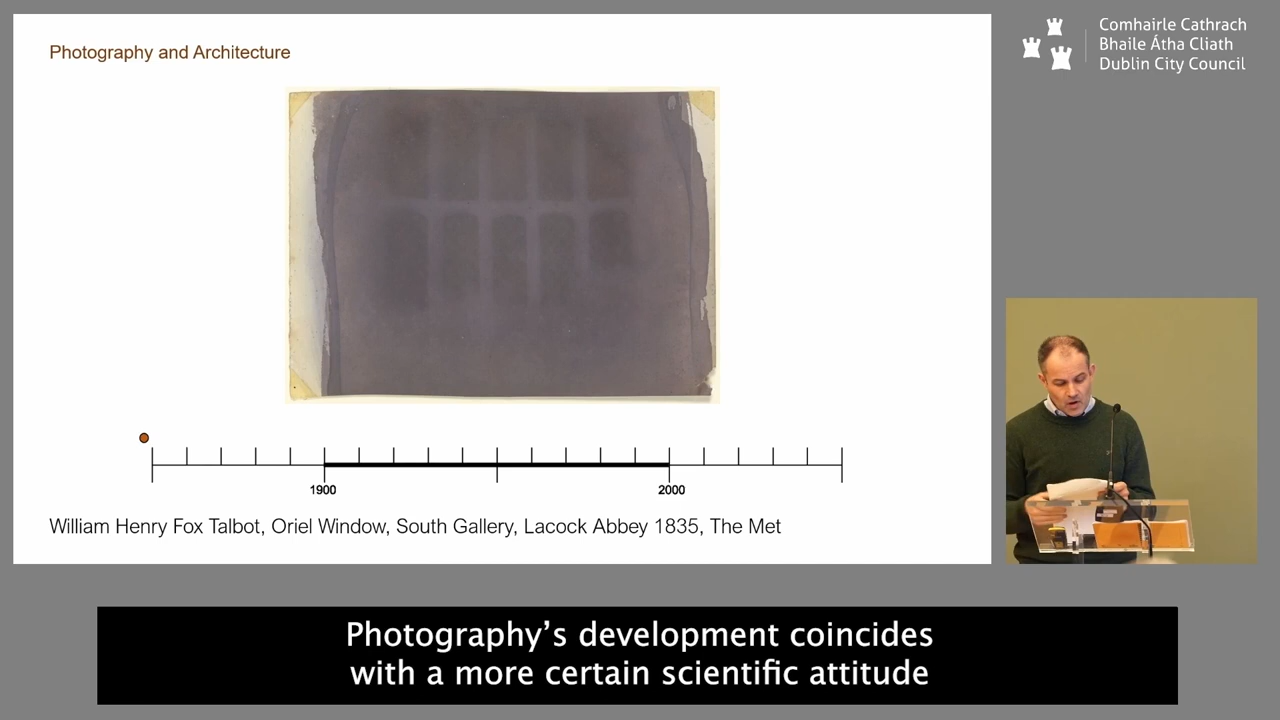 Photography and Architecture
Comhairle Cathrach
Bhaile Átha Cliath
Dublin City Council
1900
2000
William Henry Fox Talbot, Oriel Window, South Gallery, Lacock Abbey 1835, The Met
Photography’s development coincides
with a more certain scientific attitude